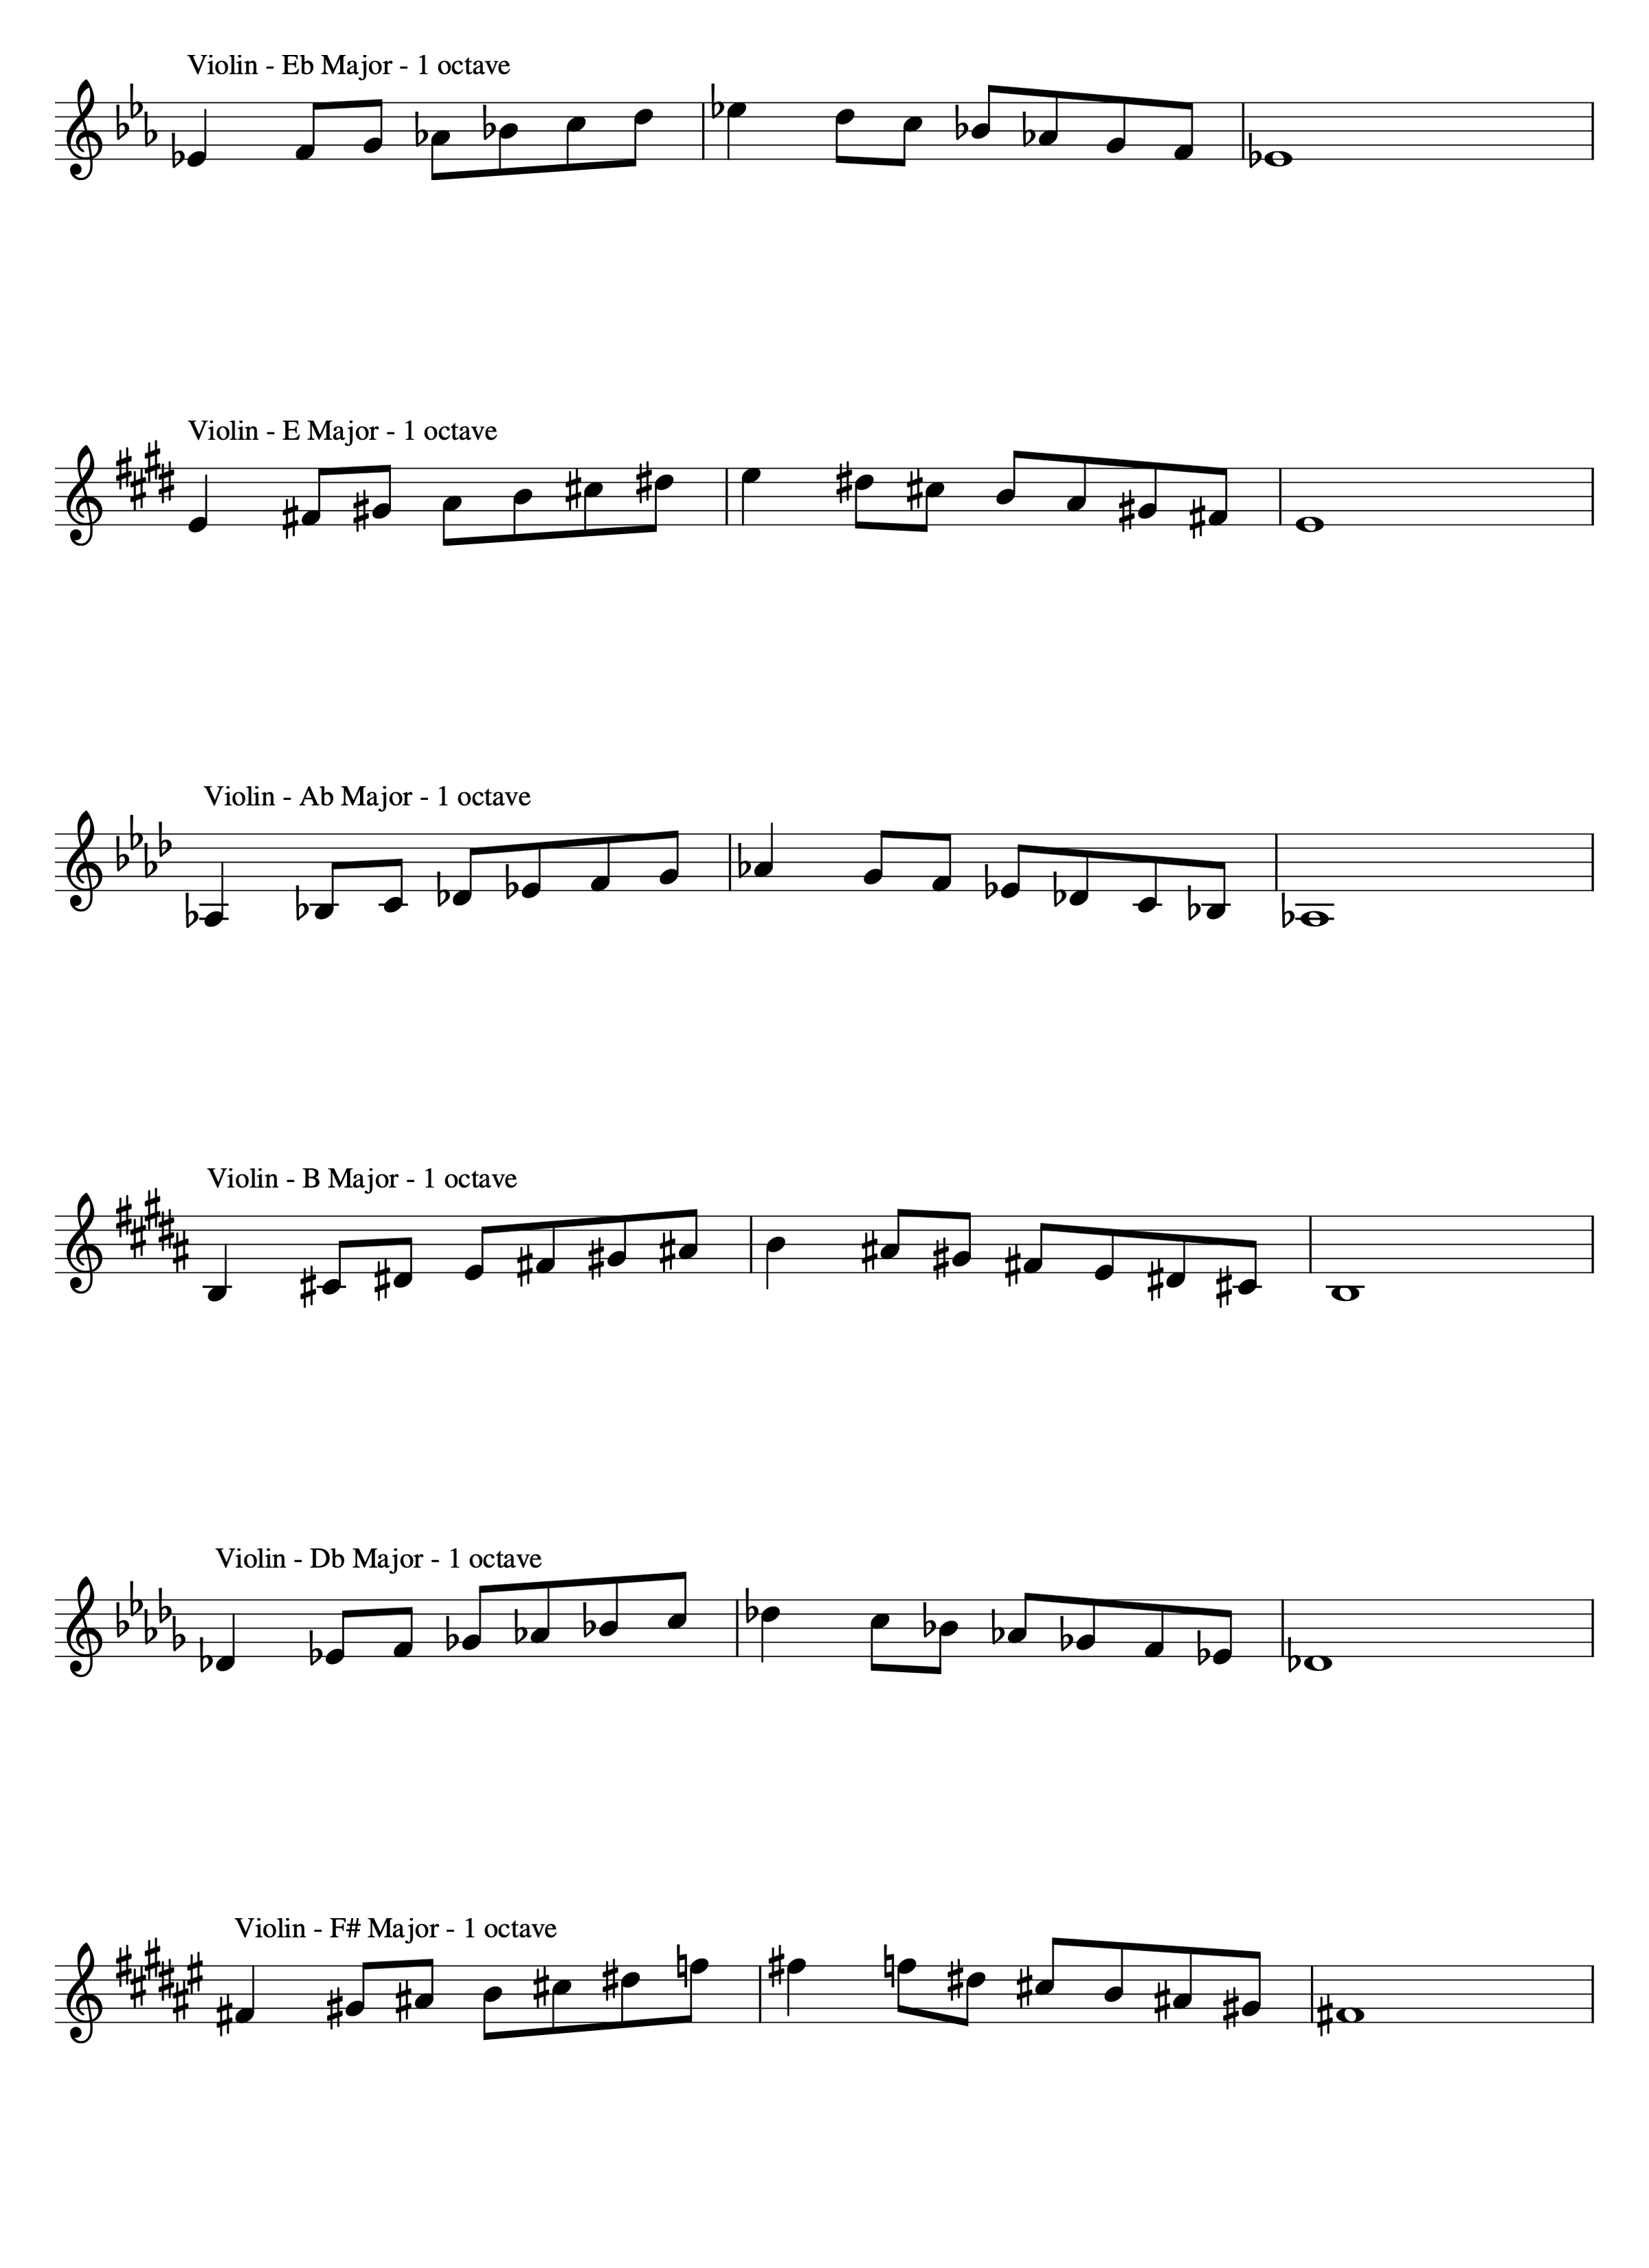 Violin - Eb Major - 1 octave
Violin - E Major - 1 octave
Violin - Ab Major - 1 octave
Violin - B Major - 1 octave
Violin - Db Major - 1 octave
Violin - F# Major - 1 octave